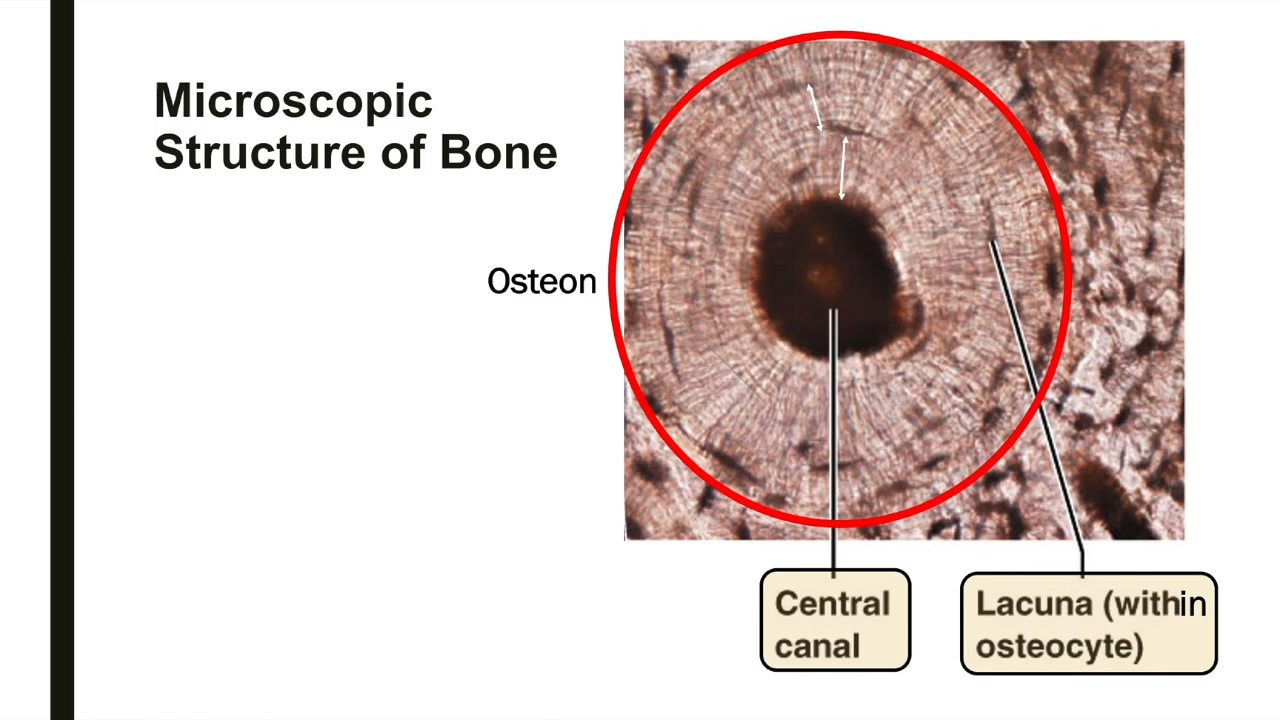 Microscopic
Structure of Bone
Osteon
Central
canal
Lacuna (within
osteocyte)